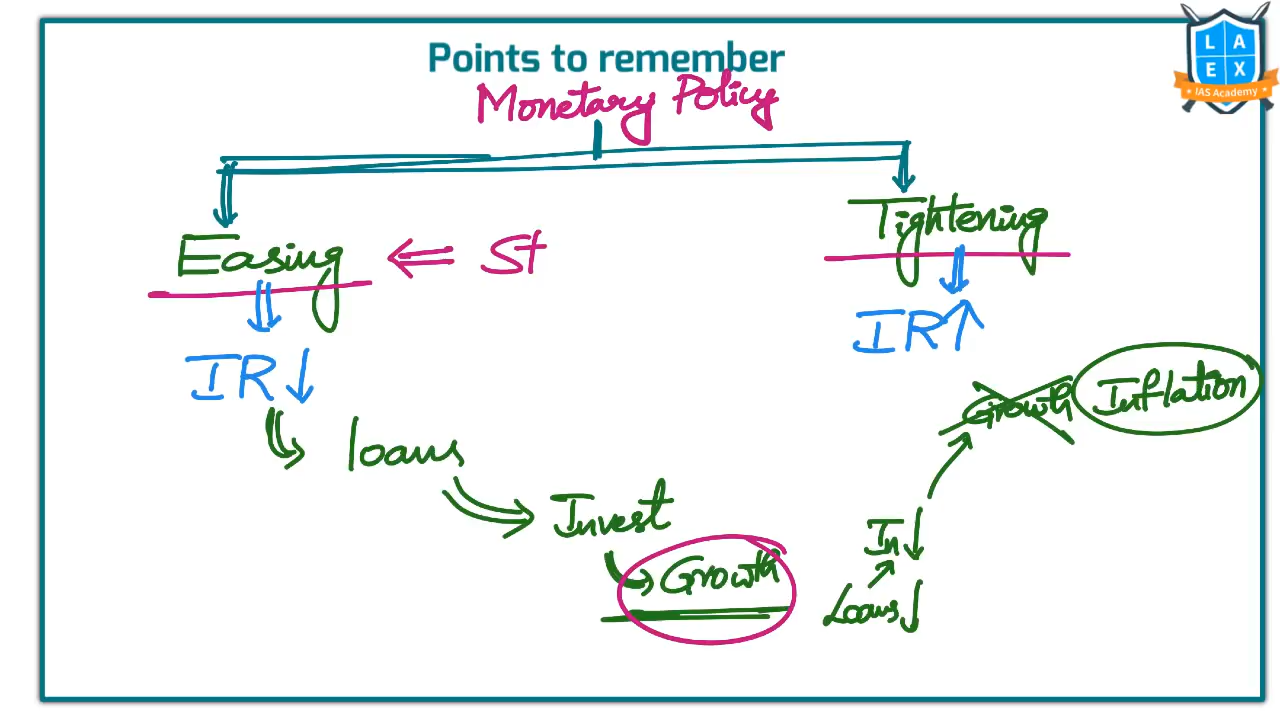 Points to remember
Monetary Policy
L A
E X
IAS Academy
Easing
St
Tightening
IR↓
IR↑
loans
Invest
Growth
Growth Inflation
In↓
Loans↓